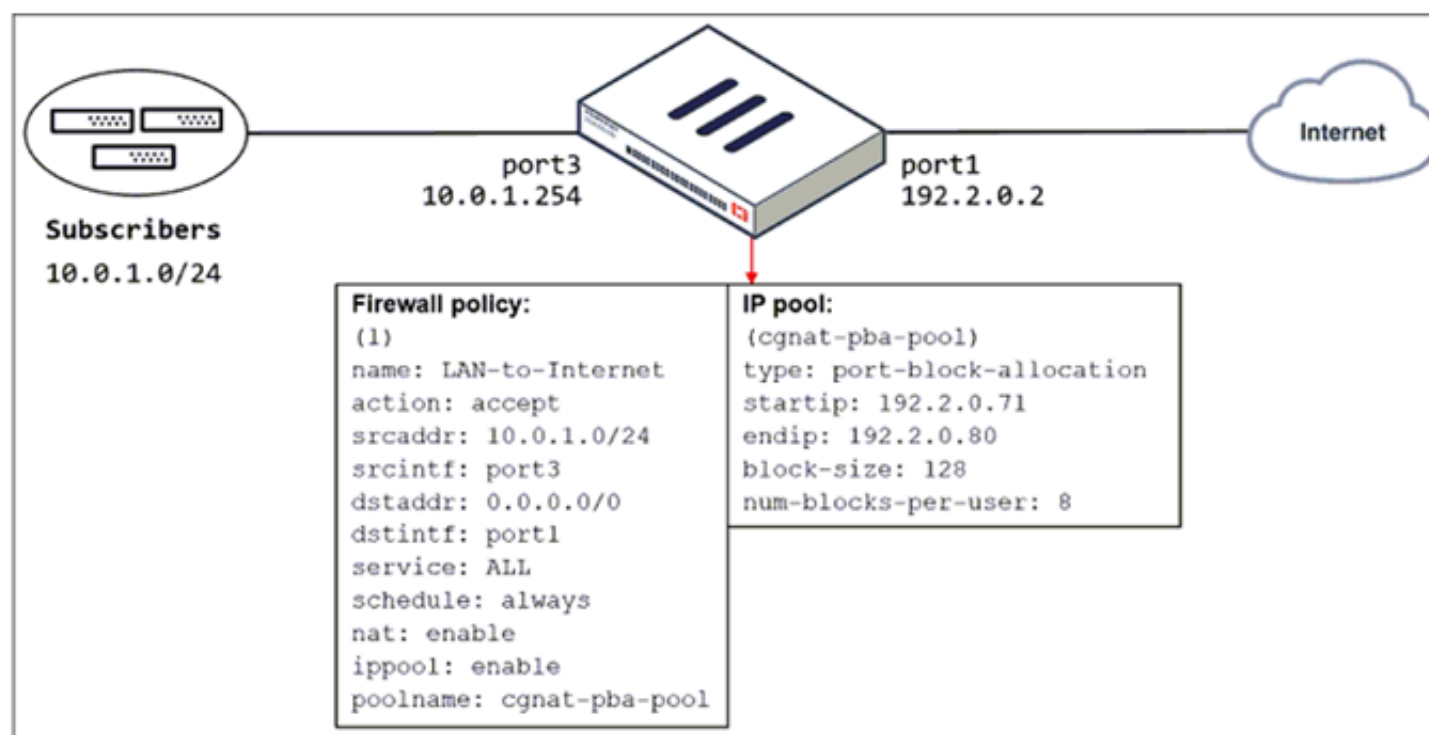 Internet
port3
10.0.1.254
port1
192.2.0.2
Subscribers
10.0.1.0/24
Firewall policy:
(1)
name: LAN-to-Internet
action: accept
srcaddr: 10.0.1.0/24
srcintf: port3
dstaddr: 0.0.0.0/0
dstintf: port1
service: ALL
schedule: always
nat: enable
ippool: enable
poolname: cgnat-pba-pool
IP pool:
(cgnat-pba-pool)
type: port-block-allocation
startip: 192.2.0.71
endip: 192.2.0.80
block-size: 128
num-blocks-per-user: 8